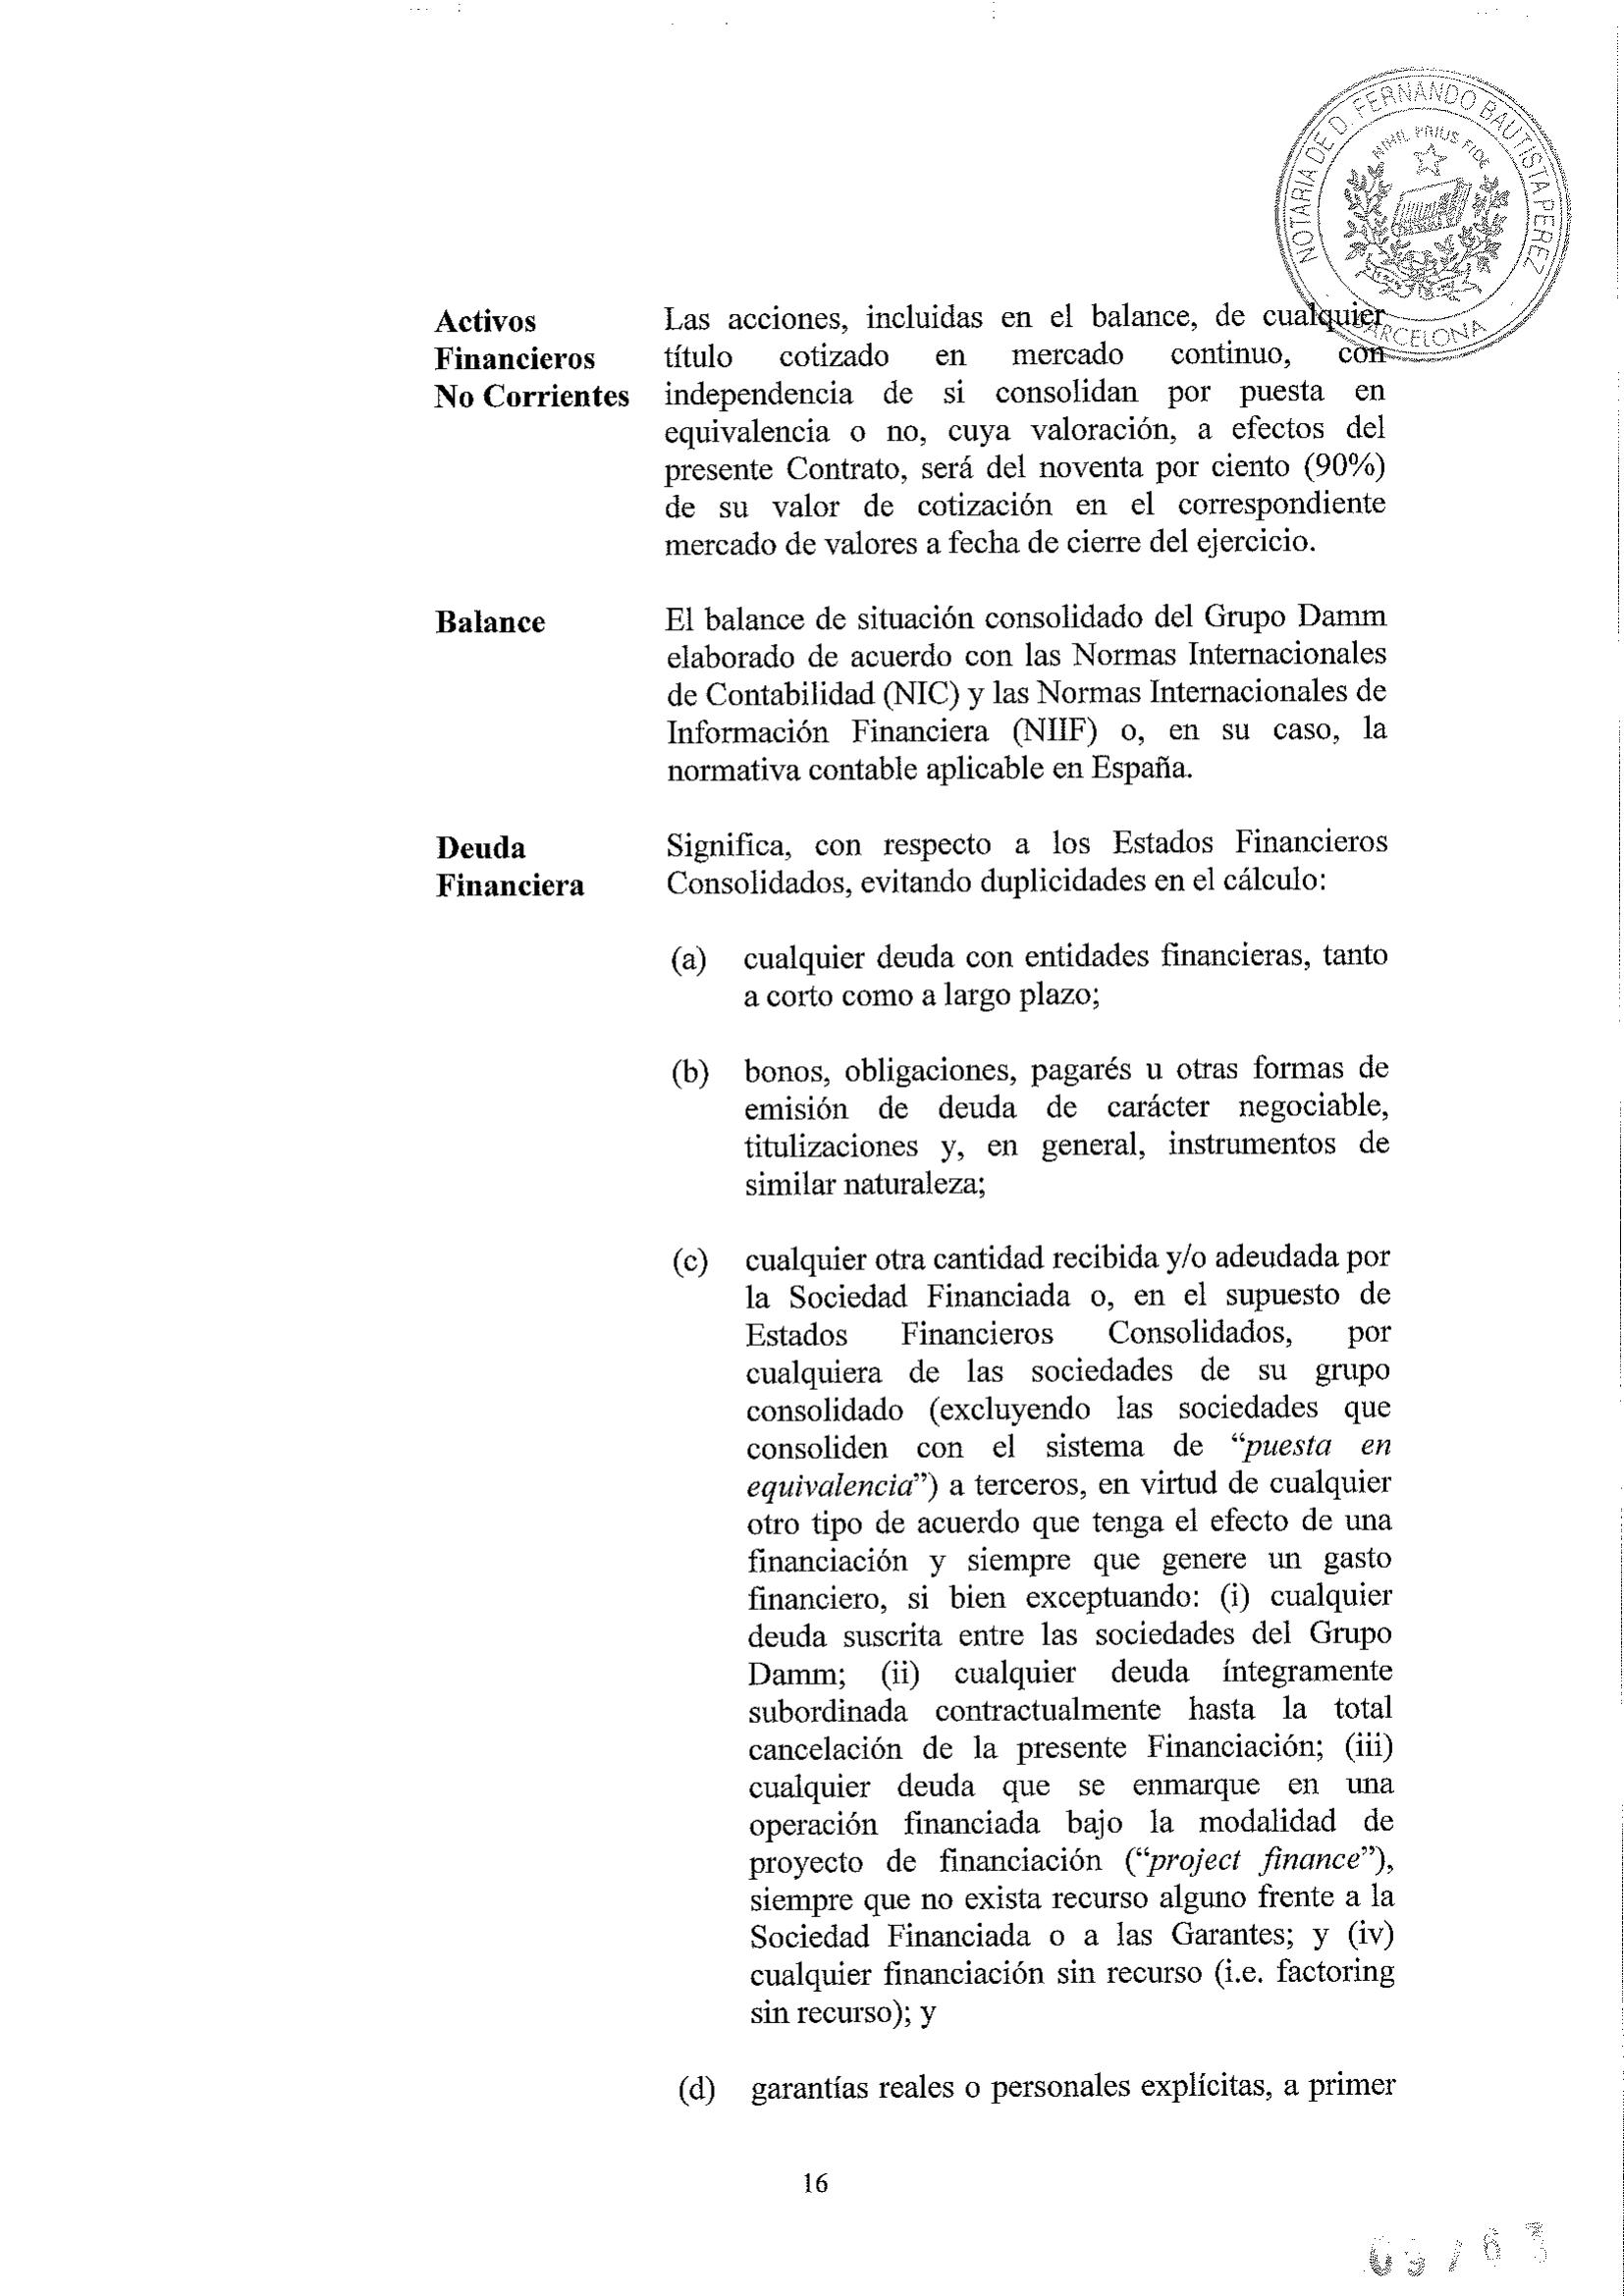 NOTARIA DE D. FERNANDO BAUTISTA PEREZ
NIHIL PRIUS FIDE
BARCELONA
Activos
Financieros
No Corrientes
Las acciones, incluidas en el balance, de cualquier
título cotizado en mercado continuo, con
independencia de si consolidan por puesta en
equivalencia o no, cuya valoración, a efectos del
presente Contrato, será del noventa por ciento (90%)
de su valor de cotización en el correspondiente
mercado de valores a fecha de cierre del ejercicio.
Balance
El balance de situación consolidado del Grupo Damm
elaborado de acuerdo con las Normas Internacionales
de Contabilidad (NIC) y las Normas Internacionales de
Información Financiera (NIIF) o, en su caso, la
normativa contable aplicable en España.
Deuda
Financiera
Significa, con respecto a los Estados Financieros
Consolidados, evitando duplicidades en el cálculo:
(a) cualquier deuda con entidades financieras, tanto
a corto como a largo plazo;
(b) bonos, obligaciones, pagarés u otras formas de
emisión de deuda de carácter negociable,
titulizaciones y, en general, instrumentos de
similar naturaleza;
(c) cualquier otra cantidad recibida y/o adeudada por
la Sociedad Financiada o, en el supuesto de
Estados Financieros Consolidados, por
cualquiera de las sociedades de su grupo
consolidado (excluyendo las sociedades que
consoliden con el sistema de “puesta en
equivalencia”) a terceros, en virtud de cualquier
otro tipo de acuerdo que tenga el efecto de una
financiación y siempre que genere un gasto
financiero, si bien exceptuando: (i) cualquier
deuda suscrita entre las sociedades del Grupo
Damm; (ii) cualquier deuda íntegramente
subordinada contractualmente hasta la total
cancelación de la presente Financiación; (iii)
cualquier deuda que se enmarque en una
operación financiada bajo la modalidad de
proyecto de financiación (“project finance”),
siempre que no exista recurso alguno frente a la
Sociedad Financiada o a las Garantes; y (iv)
cualquier financiación sin recurso (i.e. factoring
sin recurso); y
(d) garantías reales o personales explícitas, a primer
16
09/63